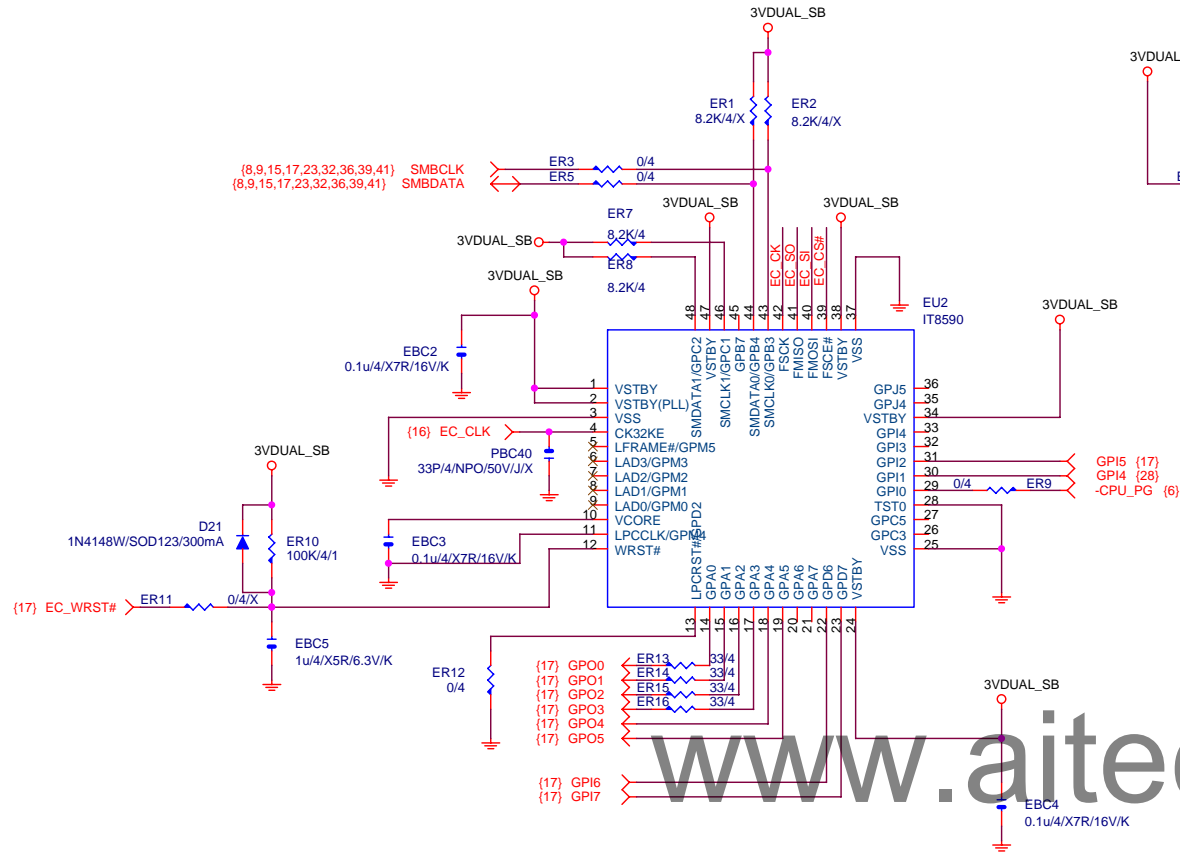 3VDUAL_SB
3VDUAL
ER1
8.2K/4/X
ER2
8.2K/4/X
{8,9,15,17,23,32,36,39,41} SMBCLK
ER3
0/4
{8,9,15,17,23,32,36,39,41} SMBDATA
ER5
0/4
E
3VDUAL_SB
3VDUAL_SB
ER7
8.2K/4
3VDUAL_SB
ER8
8.2K/4
EC_CK
EC_SO
EC_SI
EC_CS#
3VDUAL_SB
3VDUAL_SB
EU2
IT8590
48
47
46
45
44
43
42
41
40
39
38
37
SMDATA1/GPC2
VSTBY
SMCLK1/GPC1
GPB7
SMDATA0/GPB4
SMCLK0/GPB3
FSCK
FMISO
FMOSI
FSCE#
VSTBY
VSS
EBC2
0.1u/4/X7R/16V/K
1 VSTBY
2 VSTBY(PLL)
3 VSS
4 CK32KE
5 LFRAME#/GPM5
6 LAD3/GPM3
7 LAD2/GPM2
8 LAD1/GPM1
9 LAD0/GPM0
10 VCORE
11 LPCCLK/GPM4
12 WRST#
GPJ5 36
GPJ4 35
VSTBY 34
GPI4 33
GPI3 32
GPI2 31
GPI1 30
GPI0 29
TST0 28
GPC5 27
GPC3 26
VSS 25
{16} EC_CLK
PBC40
33P/4/NPO/50V/J/X
GPI5 {17}
GPI4 {28}
0/4
ER9
-CPU_PG {6}
3VDUAL_SB
D21
1N4148W/SOD123/300mA
ER10
100K/4/1
EBC3
0.1u/4/X7R/16V/K
{17} EC_WRST#
ER11
0/4/X
EBC5
1u/4/X5R/6.3V/K
LPCRST#/GPD2
GPA0
GPA1
GPA2
GPA3
GPA4
GPA5
GPA6
GPA7
GPD6
GPD7
VSTBY
13
14
15
16
17
18
19
20
21
22
23
24
ER12
0/4
{17} GPO0
ER13
33/4
{17} GPO1
ER14
33/4
{17} GPO2
ER15
33/4
{17} GPO3
ER16
33/4
{17} GPO4
{17} GPO5
{17} GPI6
{17} GPI7
3VDUAL_SB
EBC4
0.1u/4/X7R/16V/K
www.aitec